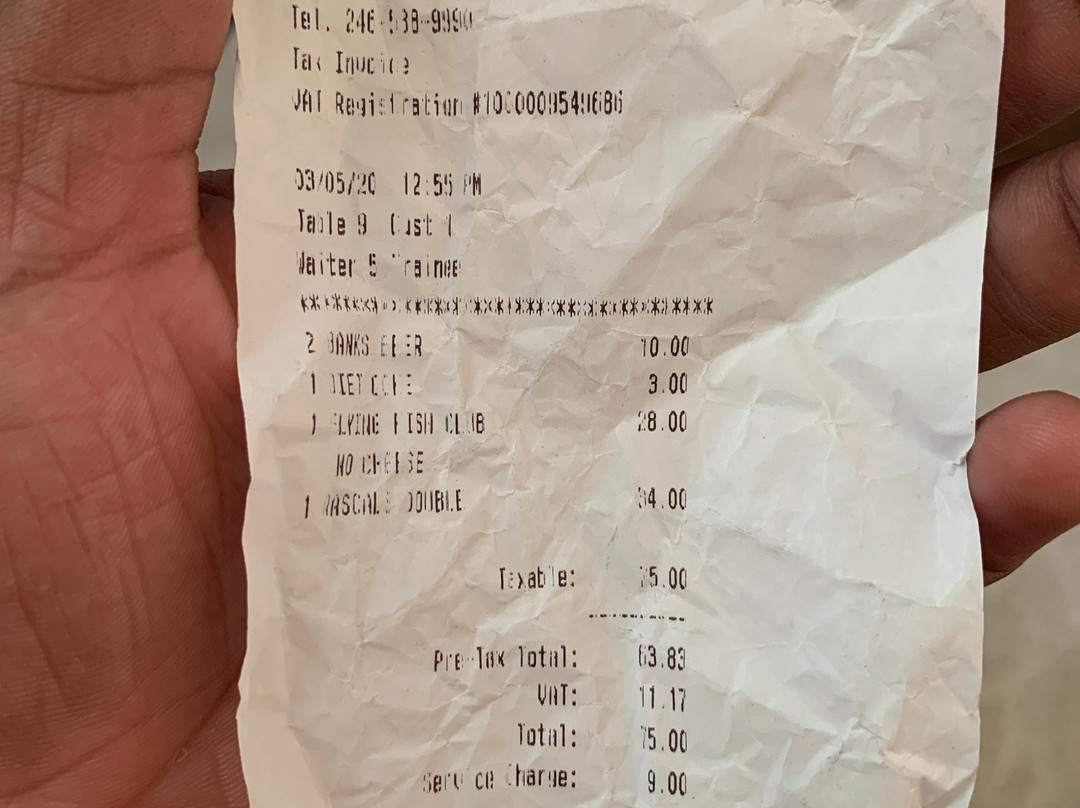 Tel. 246-538-9990
Tax Invoice
VAT Registration
03/05/20 12:55 PM
Table 9 Cust 1
Waiter 5 Trainee
2 BANKS BEER 10.00
1 DIET COKE 3.00
1 FLYING FISH CLUB 28.00
NO CHEESE
1 RASCALS DOUBLE 34.00
Taxable: 75.00
Pre-Tax Total: 63.83
VAT: 11.17
Total: 75.00
Service Charge: 9.00